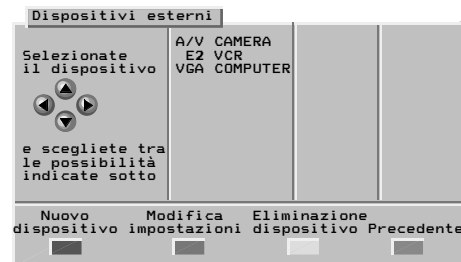 Dispositivi esterni
Selezionate
il dispositivo
e scegliete tra
le possibilità
indicate sotto
A/V CAMERA
E2 VCR
VGA COMPUTER
Nuovo dispositivo
Modifica impostazioni
Eliminazione dispositivo
Precedente